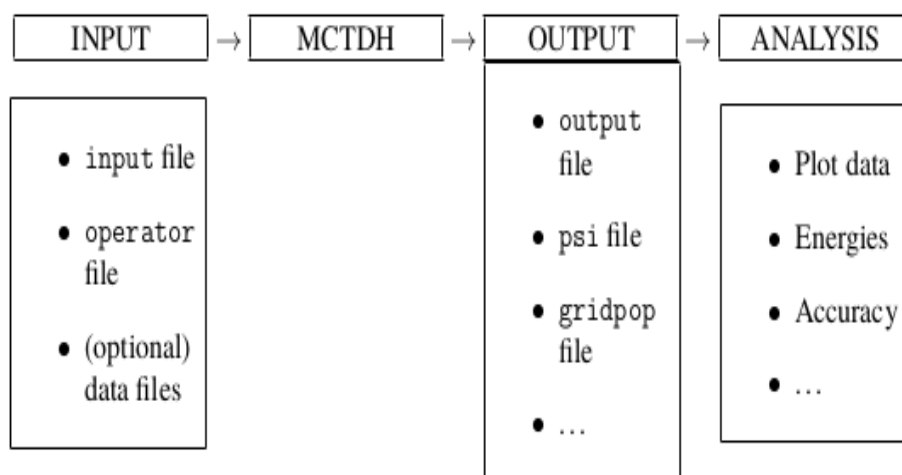 INPUT → MCTDH → OUTPUT → ANALYSIS
• input file
• operator
file
• (optional)
data files
• output
file
• psi file
• gridpop
file
• ...
• Plot data
• Energies
• Accuracy
• ...